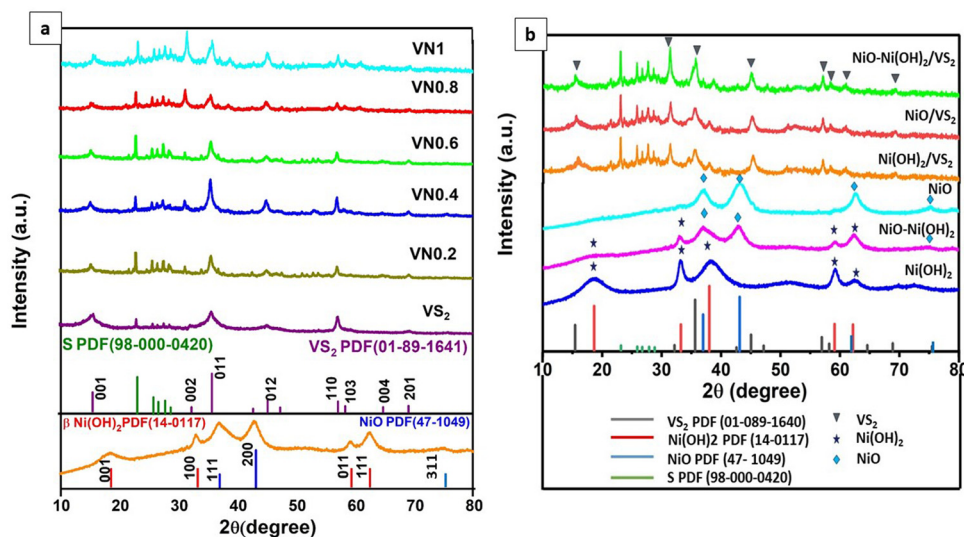 a
VN1
VN0.8
VN0.6
VN0.4
VN0.2
VS2
S PDF(98-000-0420)
VS2 PDF(01-89-1641)
001
002
011
012
110
103
004
201
β Ni(OH)2PDF(14-0117)
NiO PDF(47-1049)
001
100
111
200
011
111
311
10 20 30 40 50 60 70 80
2θ(degree)
Intensity (a.u.)
b
NiO-Ni(OH)2/VS2
NiO/VS2
Ni(OH)2/VS2
NiO
NiO-Ni(OH)2
Ni(OH)2
10 20 30 40 50 60 70 80
2θ (degree)
Intensity (a.u.)
VS2 PDF (01-089-1640)
Ni(OH)2 PDF (14-0117)
NiO PDF (47- 1049)
S PDF (98-000-0420)
VS2
Ni(OH)2
NiO